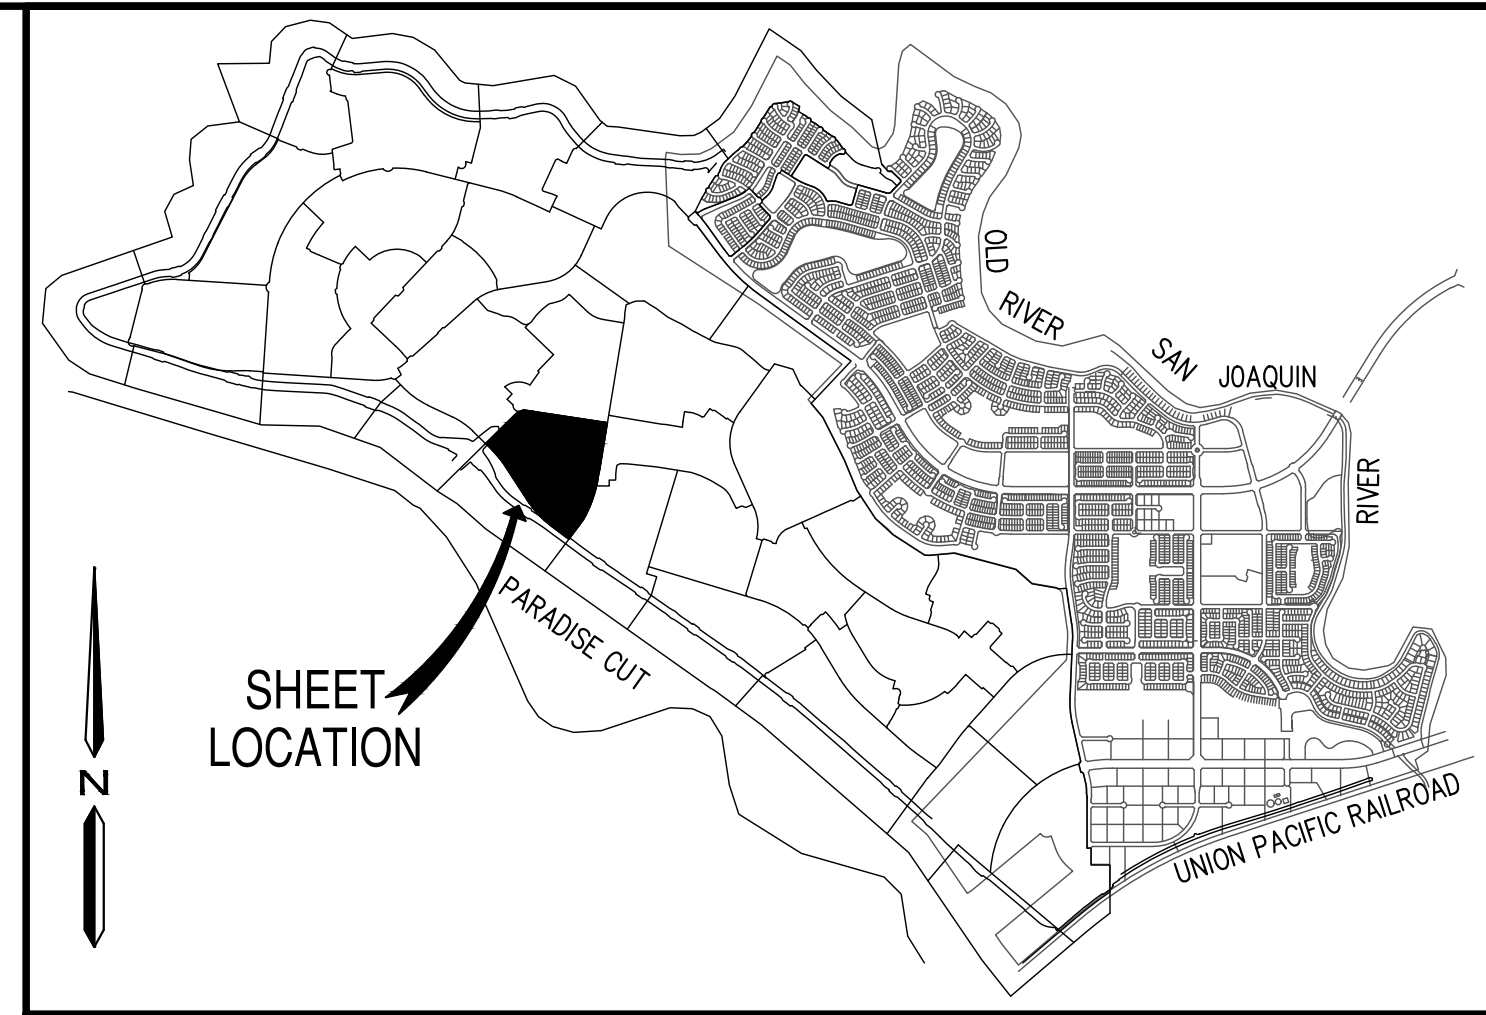 OLD
RIVER
SAN
JOAQUIN
RIVER
PARADISE CUT
SHEET
LOCATION
N
UNION PACIFIC RAILROAD